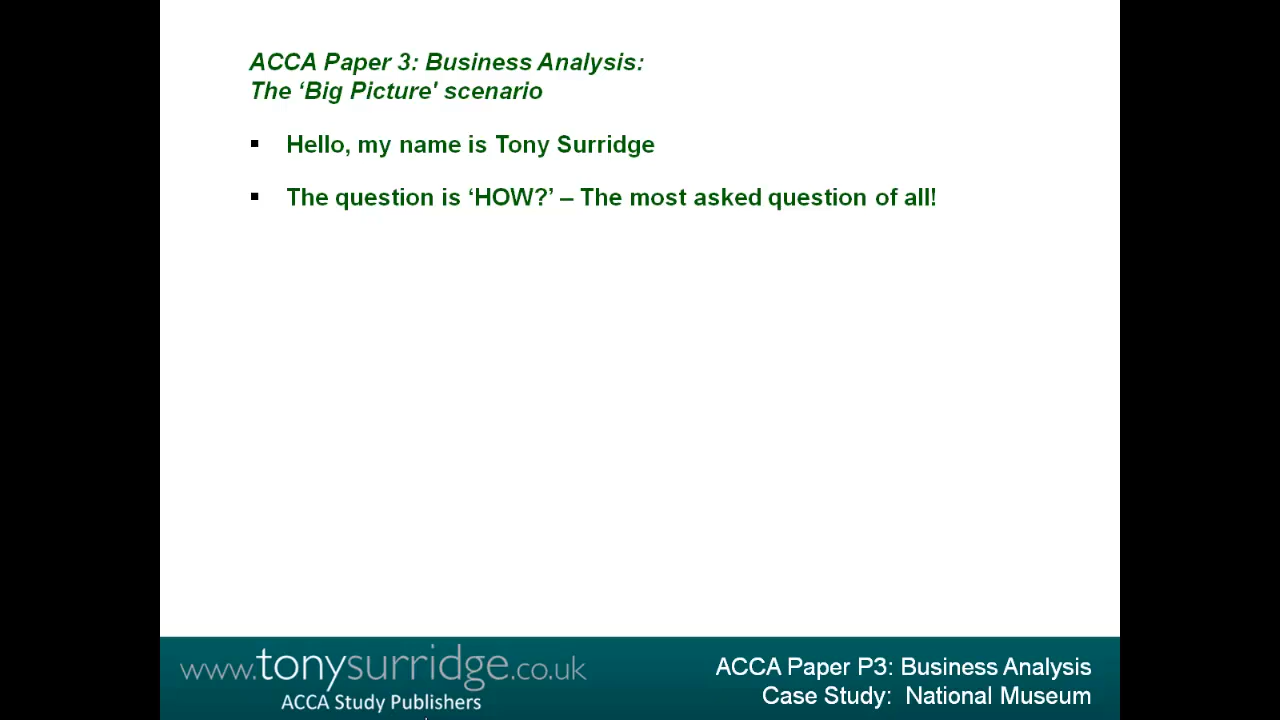 ACCA Paper 3: Business Analysis:
The ‘Big Picture' scenario
▪ Hello, my name is Tony Surridge
▪ The question is ‘HOW?’ – The most asked question of all!
www.tonysurridge.co.uk
ACCA Study Publishers
ACCA Paper P3: Business Analysis
Case Study: National Museum